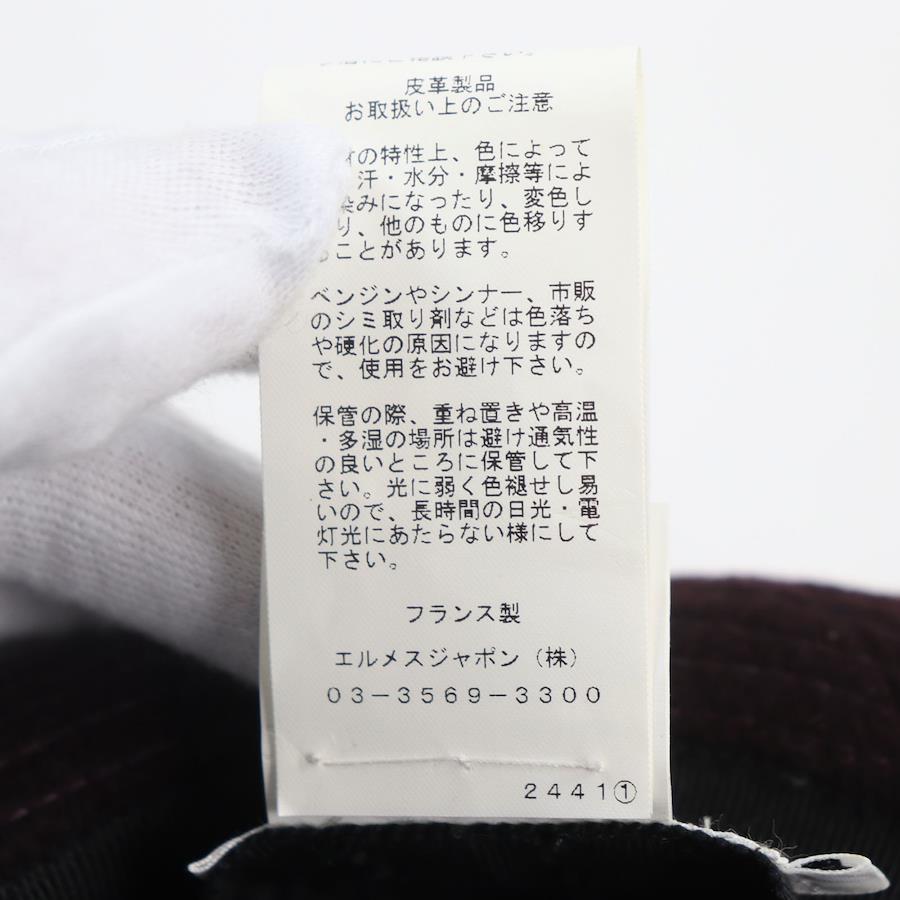 皮革製品
お取扱い上のご注意
の特性上、色によって
汗・水分・摩擦等によ
染みになったり、変色し
り、他のものに色移りす
ことがあります。
ベンジンやシンナー、市販
のシミ取り剤などは色落ち
や硬化の原因になりますの
で、使用をお避け下さい。
保管の際、重ね置きや高温
・多湿の場所は避け通気性
の良いところに保管して下
さい。光に弱く色褪せし易
いので、長時間の日光・電
灯光にあたらない様にして
下さい。
フランス製
エルメスジャポン（株）
03-3569-3300
2441①